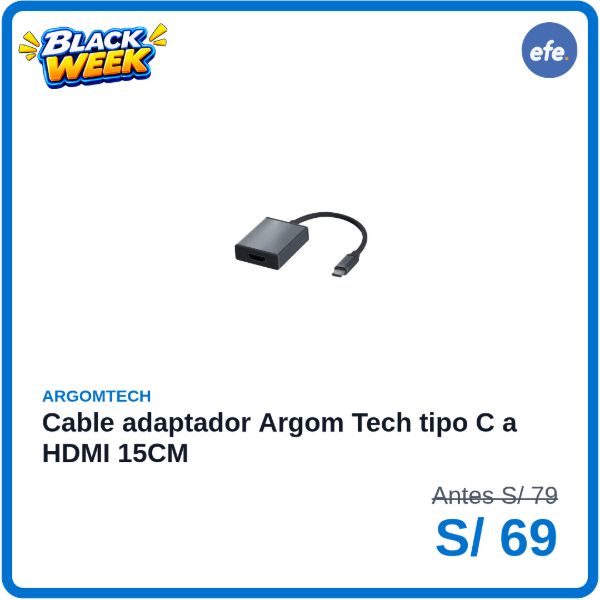 BLACK
WEEK
efe.
ARGOMTECH
Cable adaptador Argom Tech tipo C a
HDMI 15CM
Antes S/ 79
S/ 69